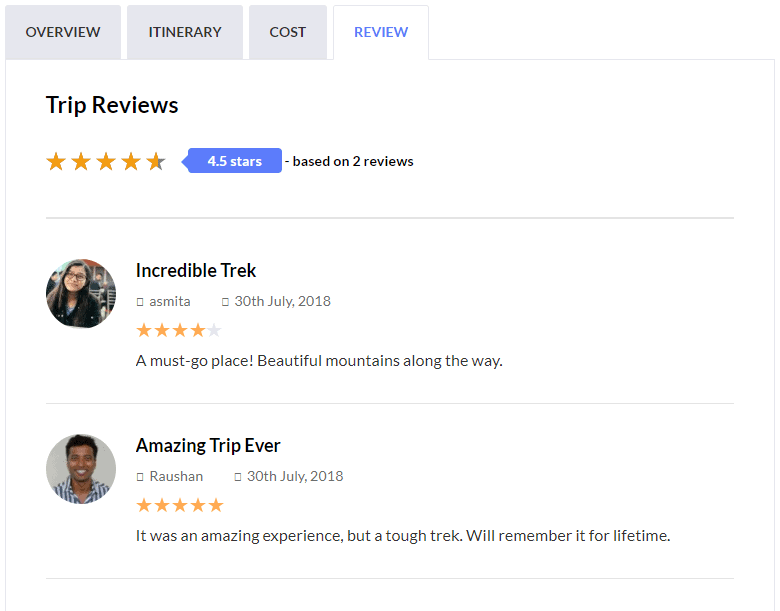 OVERVIEW ITINERARY COST REVIEW
Trip Reviews
4.5 stars - based on 2 reviews
Incredible Trek
asmita 30th July, 2018
A must-go place! Beautiful mountains along the way.
Amazing Trip Ever
Raushan 30th July, 2018
It was an amazing experience, but a tough trek. Will remember it for lifetime.